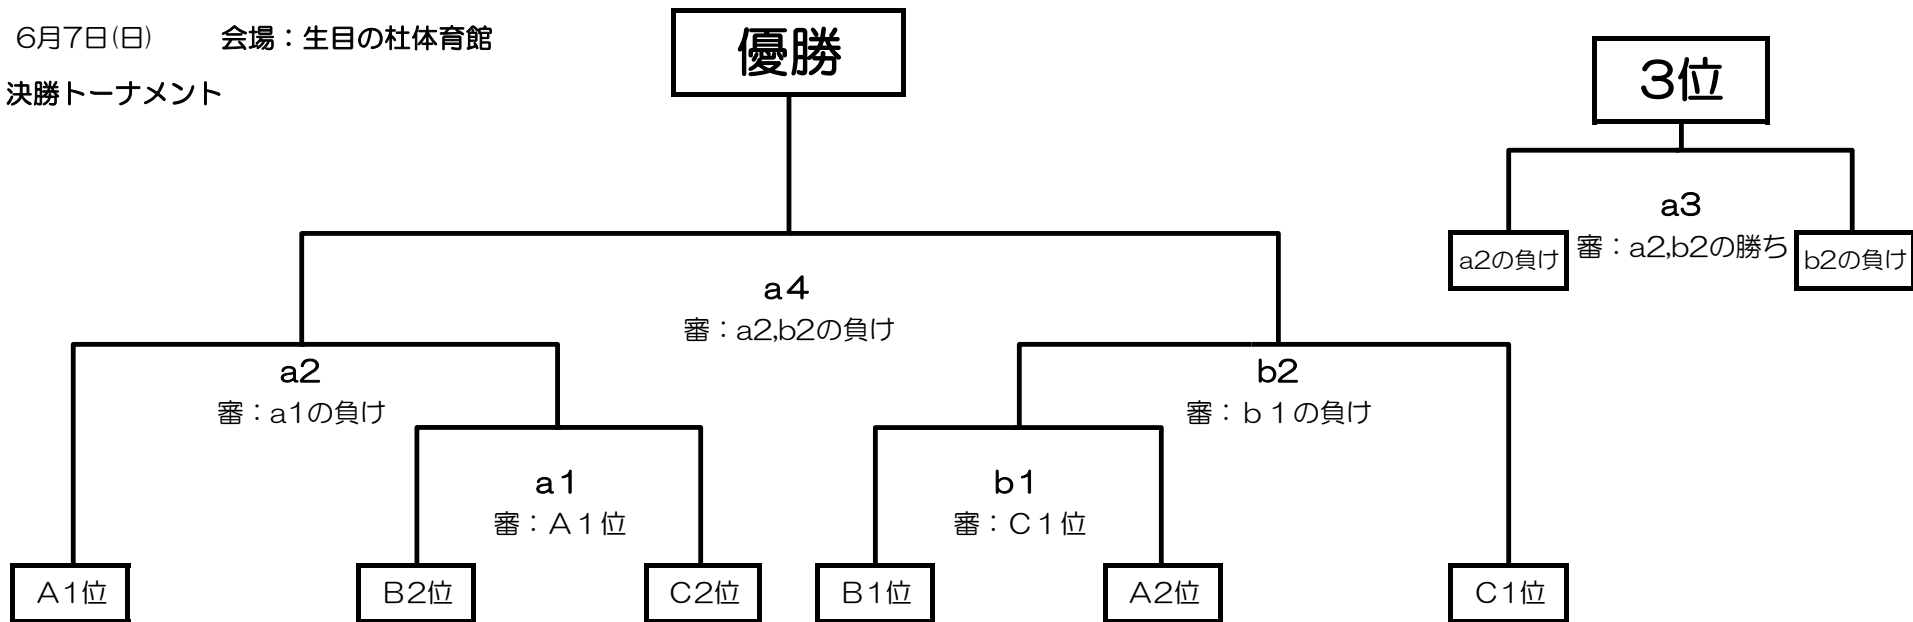 6月7日(日) 会場：生目の杜体育館
優勝
3位
決勝トーナメント
a3
審：a2,b2の勝ち
a2の負け
b2の負け
a4
審：a2,b2の負け
a2
審：a1の負け
b2
審：ｂ１の負け
a1
審：Ａ１位
b1
審：Ｃ１位
A1位
B2位
C2位
B1位
A2位
C1位